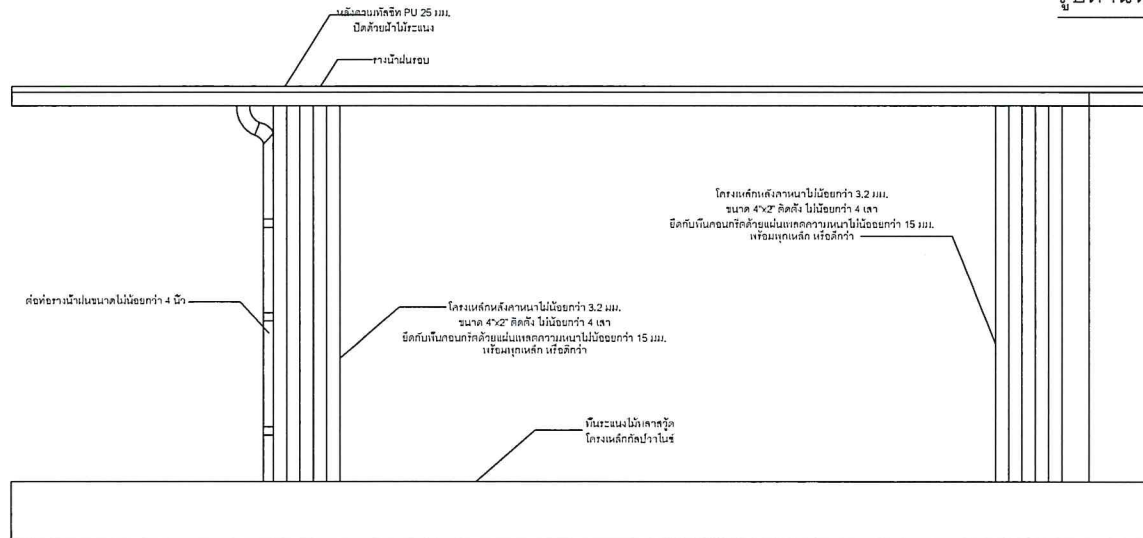 หลังคาเมทัลชีท PU 25 มม.
ปิดด้วยฝ้าไม้ระแนง
รางน้ำฝนรอบ
โครงเหล็กหลังคาหนาไม่น้อยกว่า 3.2 มม.
ขนาด 4"x2" ติดตั้ง ไม่น้อยกว่า 4 เสา
ยึดกับพื้นคอนกรีตด้วยแผ่นเพลตความหนาไม่น้อยกว่า 15 มม.
พร้อมพุกเหล็ก หรือดีกว่า
ต่อท่อรางน้ำฝนขนาดไม่น้อยกว่า 4 นิ้ว
โครงเหล็กหลังคาหนาไม่น้อยกว่า 3.2 มม.
ขนาด 4"x2" ติดตั้ง ไม่น้อยกว่า 4 เสา
ยึดกับพื้นคอนกรีตด้วยแผ่นเพลตความหนาไม่น้อยกว่า 15 มม.
พร้อมพุกเหล็ก หรือดีกว่า
พื้นระแนงไม้พลาสวู้ด
โครงเหล็กกัลป์วาไนซ์